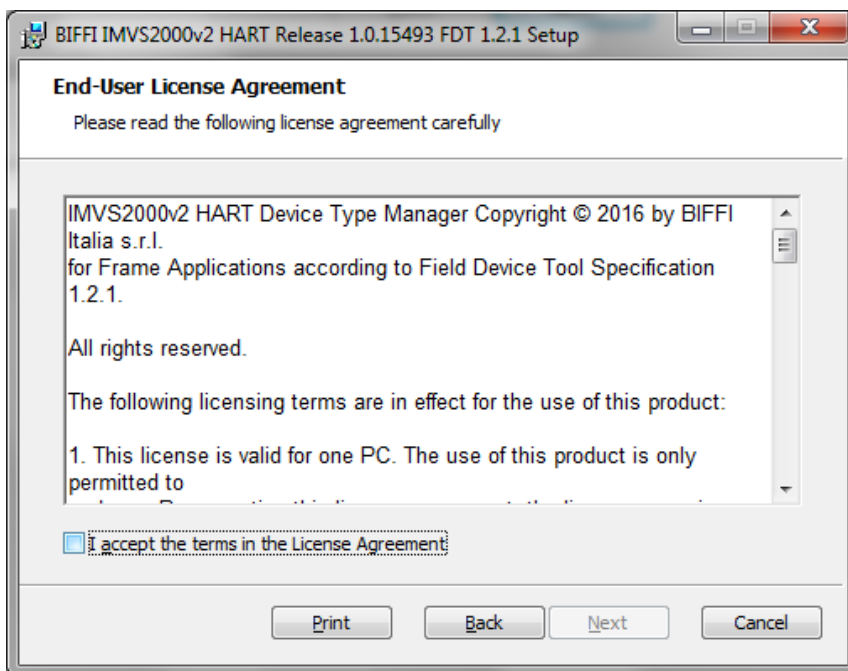 BIFFI IMVS2000v2 HART Release 1.0.15493 FDT 1.2.1 Setup
End-User License Agreement
Please read the following license agreement carefully
IMVS2000v2 HART Device Type Manager Copyright © 2016 by BIFFI
Italia s.r.l.
for Frame Applications according to Field Device Tool Specification
1.2.1.
All rights reserved.
The following licensing terms are in effect for the use of this product:
1. This license is valid for one PC. The use of this product is only
permitted to
I accept the terms in the License Agreement
Print
Back
Next
Cancel